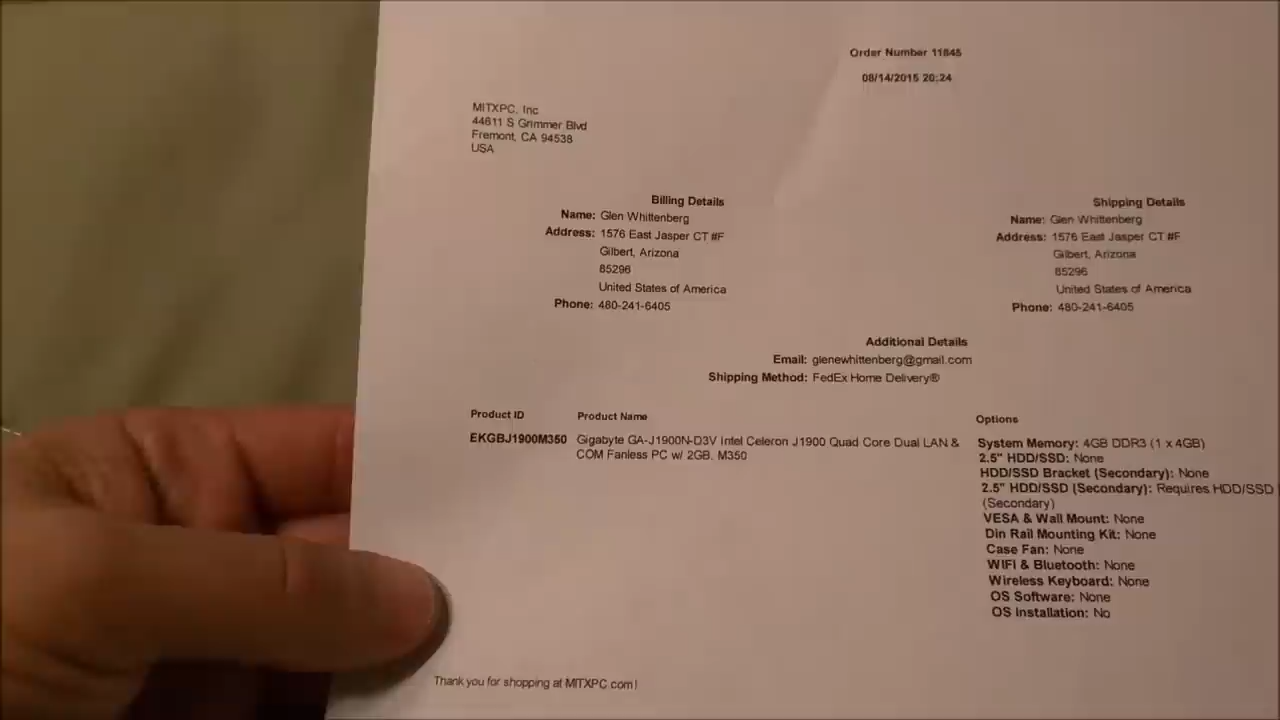 Order Number 11845
08/14/2015 20:24
MITXPC, Inc
44611 S Grimmer Blvd
Fremont, CA 94538
USA
Billing Details
Name: Glen Whittenberg
Address: 1576 East Jasper CT #F
Gilbert, Arizona
85296
United States of America
Phone: 480-241-6405
Shipping Details
Name: Glen Whittenberg
Address: 1576 East Jasper CT #F
Gilbert, Arizona
85296
United States of America
Phone: 480-241-6405
Additional Details
Email: glenewhittenberg@gmail.com
Shipping Method: FedEx Home Delivery®
Product ID
EKGBJ1900M350
Product Name
Gigabyte GA-J1900N-D3V Intel Celeron J1900 Quad Core Dual LAN &
COM Fanless PC w/ 2GB. M350
Options
System Memory: 4GB DDR3 (1 x 4GB)
2.5" HDD/SSD: None
HDD/SSD Bracket (Secondary): None
2.5" HDD/SSD (Secondary): Requires HDD/SSD
(Secondary)
VESA & Wall Mount: None
Din Rail Mounting Kit: None
Case Fan: None
WIFI & Bluetooth: None
Wireless Keyboard: None
OS Software: None
OS Installation: No
Thank you for shopping at MITXPC.com!